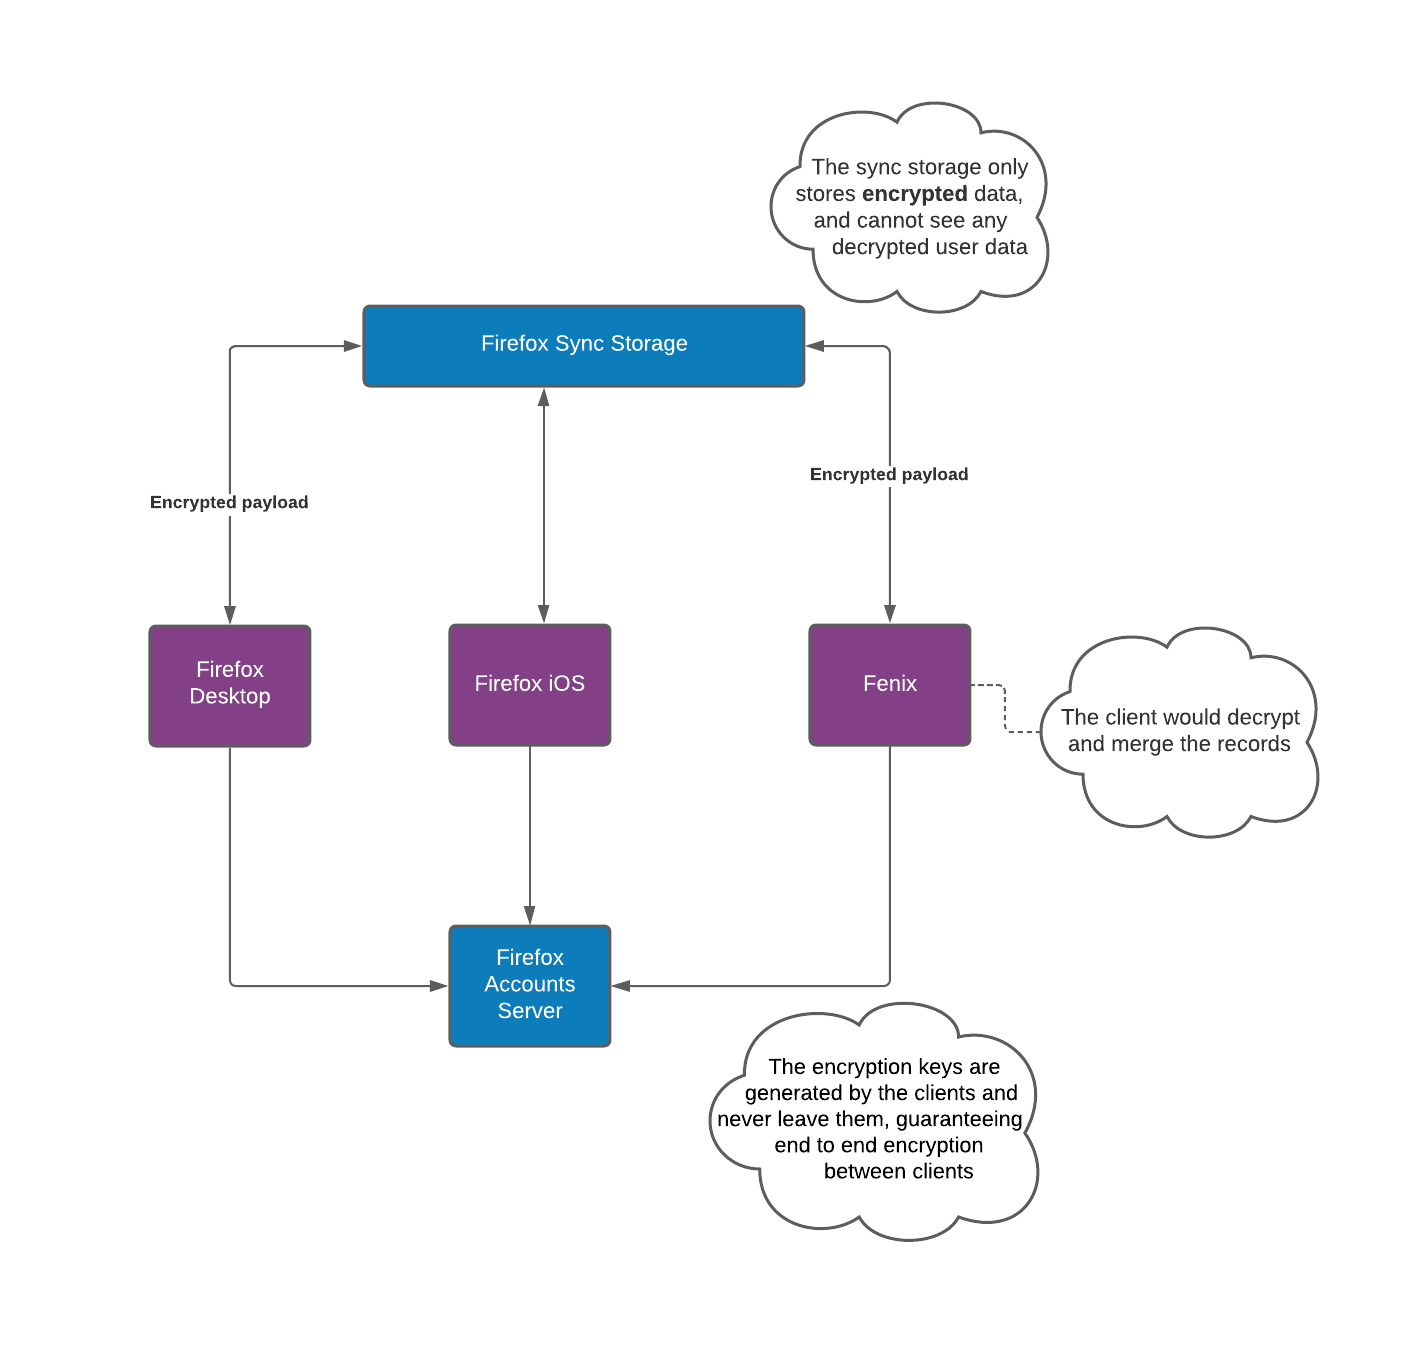 The sync storage only
stores encrypted data,
and cannot see any
decrypted user data
Firefox Sync Storage
Encrypted payload
Encrypted payload
Firefox
Desktop
Firefox iOS
Fenix
The client would decrypt
and merge the records
Firefox
Accounts
Server
The encryption keys are
generated by the clients and
never leave them, guaranteeing
end to end encryption
between clients